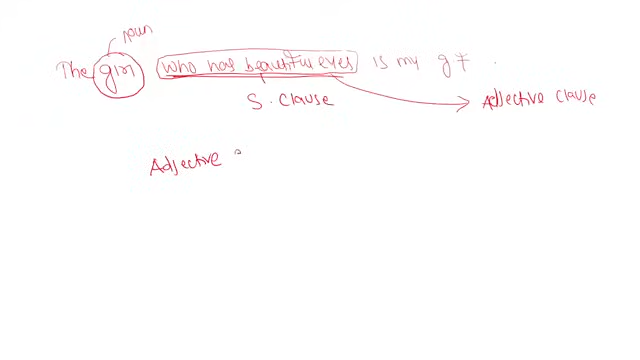 noun
The girl who has beautiful eyes is my gf.
S. Clause
Adjective Clause
Adjective